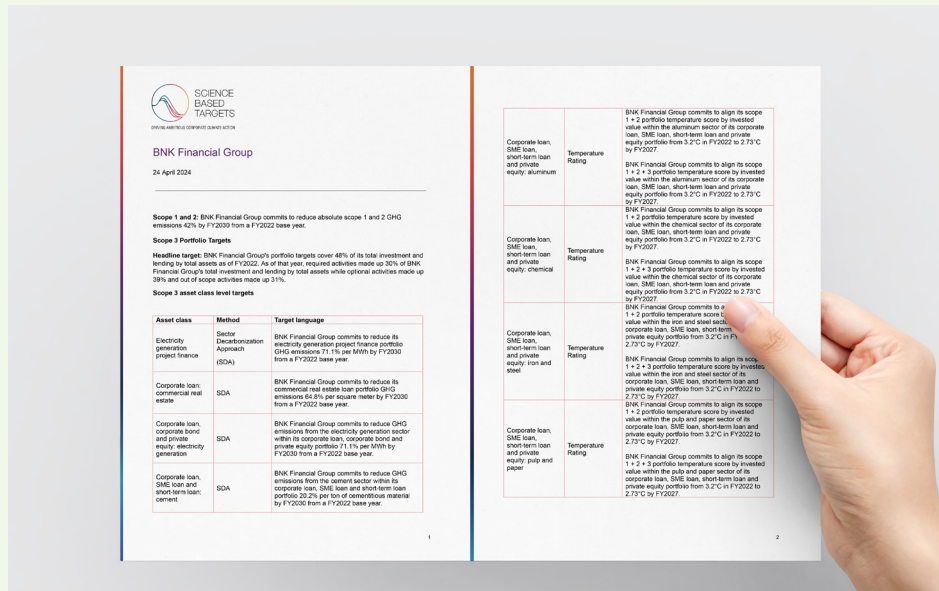 SCIENCE
BASED
TARGETS
DRIVING AMBITIOUS CORPORATE CLIMATE ACTION
BNK Financial Group
24 April 2024
Scope 1 and 2: BNK Financial Group commits to reduce absolute scope 1 and 2 GHG
emissions 42% by FY2030 from a FY2022 base year.
Scope 3 Portfolio Targets
Headline target: BNK Financial Group's portfolio targets cover 48% of its total investment and
lending by total assets as of FY2022. As of that year, required activities made up 30% of BNK
Financial Group's total investment and lending by total assets while optional activities made up
39% and out of scope activities made up 31%.
Scope 3 asset class level targets
Asset class Method Target language
Electricity
generation
project finance
Sector
Decarbonization
Approach
(SDA)
BNK Financial Group commits to reduce its
electricity generation project finance portfolio
GHG emissions 71.1% per MWh by FY2030
from a FY2022 base year.
Corporate loan:
commercial real
estate
SDA
BNK Financial Group commits to reduce its
commercial real estate loan portfolio GHG
emissions 64.8% per square meter by FY2030
from a FY2022 base year.
Corporate loan,
corporate bond
and private
equity: electricity
generation
SDA
BNK Financial Group commits to reduce GHG
emissions from the electricity generation sector
within its corporate loan, corporate bond and
private equity portfolio 71.1% per MWh by
FY2030 from a FY2022 base year.
Corporate loan,
SME loan and
short-term loan:
cement
SDA
BNK Financial Group commits to reduce GHG
emissions from the cement sector within its
corporate loan, SME loan and short-term loan
portfolio 20.2% per ton of cementitious material
by FY2030 from a FY2022 base year.
1
Corporate loan,
SME loan,
short-term loan
and private
equity: aluminum
Temperature
Rating
BNK Financial Group commits to align its scope
1 + 2 portfolio temperature score by invested
value within the aluminum sector of its corporate
loan, SME loan, short-term loan and private
equity portfolio from 3.2°C in FY2022 to 2.73°C
by FY2027.
BNK Financial Group commits to align its scope
1 + 2 + 3 portfolio temperature score by invested
value within the aluminum sector of its corporate
loan, SME loan, short-term loan and private
equity portfolio from 3.2°C in FY2022 to 2.73°C
by FY2027.
Corporate loan,
SME loan,
short-term loan
and private
equity: chemical
Temperature
Rating
BNK Financial Group commits to align its scope
1 + 2 portfolio temperature score by invested
value within the chemical sector of its corporate
loan, SME loan, short-term loan and private
equity portfolio from 3.2°C in FY2022 to 2.73°C
by FY2027.
BNK Financial Group commits to align its scope
1 + 2 + 3 portfolio temperature score by invested
value within the chemical sector of its corporate
loan, SME loan, short-term loan and private
equity portfolio from 3.2°C in FY2022 to 2.73°C
by FY2027.
Corporate loan,
SME loan,
short-term loan
and private
equity: iron and
steel
Temperature
Rating
BNK Financial Group commits to
1 + 2 portfolio temperature score
value within the iron and steel
corporate loan, SME loan, short-term
private equity portfolio from 3.2°C in
2.73°C by FY2027.
BNK Financial Group commits to align its
1 + 2 + 3 portfolio temperature score by invested
value within the iron and steel sector of its
corporate loan, SME loan, short-term loan and
private equity portfolio from 3.2°C in FY2022 to
2.73°C by FY2027.
Corporate loan,
SME loan,
short-term loan
and private
equity: pulp and
paper
Temperature
Rating
BNK Financial Group commits to align its scope
1 + 2 portfolio temperature score by invested
value within the pulp and paper sector of its
corporate loan, SME loan, short-term loan and
private equity portfolio from 3.2°C in FY2022 to
2.73°C by FY2027.
BNK Financial Group commits to align its scope
1 + 2 + 3 portfolio temperature score by invested
value within the pulp and paper sector of its
corporate loan, SME loan, short-term loan and
private equity portfolio from 3.2°C in FY2022 to
2.73°C by FY2027.
2